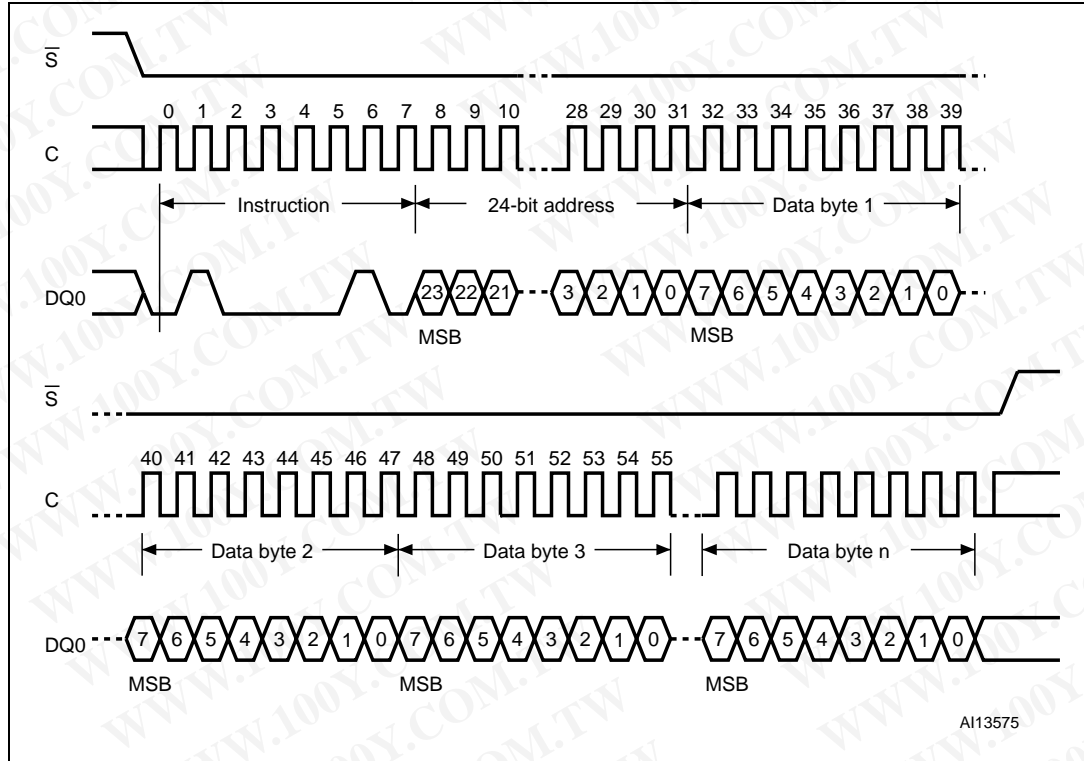 S
0 1 2 3 4 5 6 7 8 9 10 28 29 30 31 32 33 34 35 36 37 38 39
C
Instruction 24-bit address Data byte 1
DQ0 23 22 21 3 2 1 0 7 6 5 4 3 2 1 0
MSB MSB
S
40 41 42 43 44 45 46 47 48 49 50 51 52 53 54 55
C
Data byte 2 Data byte 3 Data byte n
DQ0 7 6 5 4 3 2 1 0 7 6 5 4 3 2 1 0 7 6 5 4 3 2 1 0
MSB MSB MSB
AI13575
WWW.100Y.COM.TW